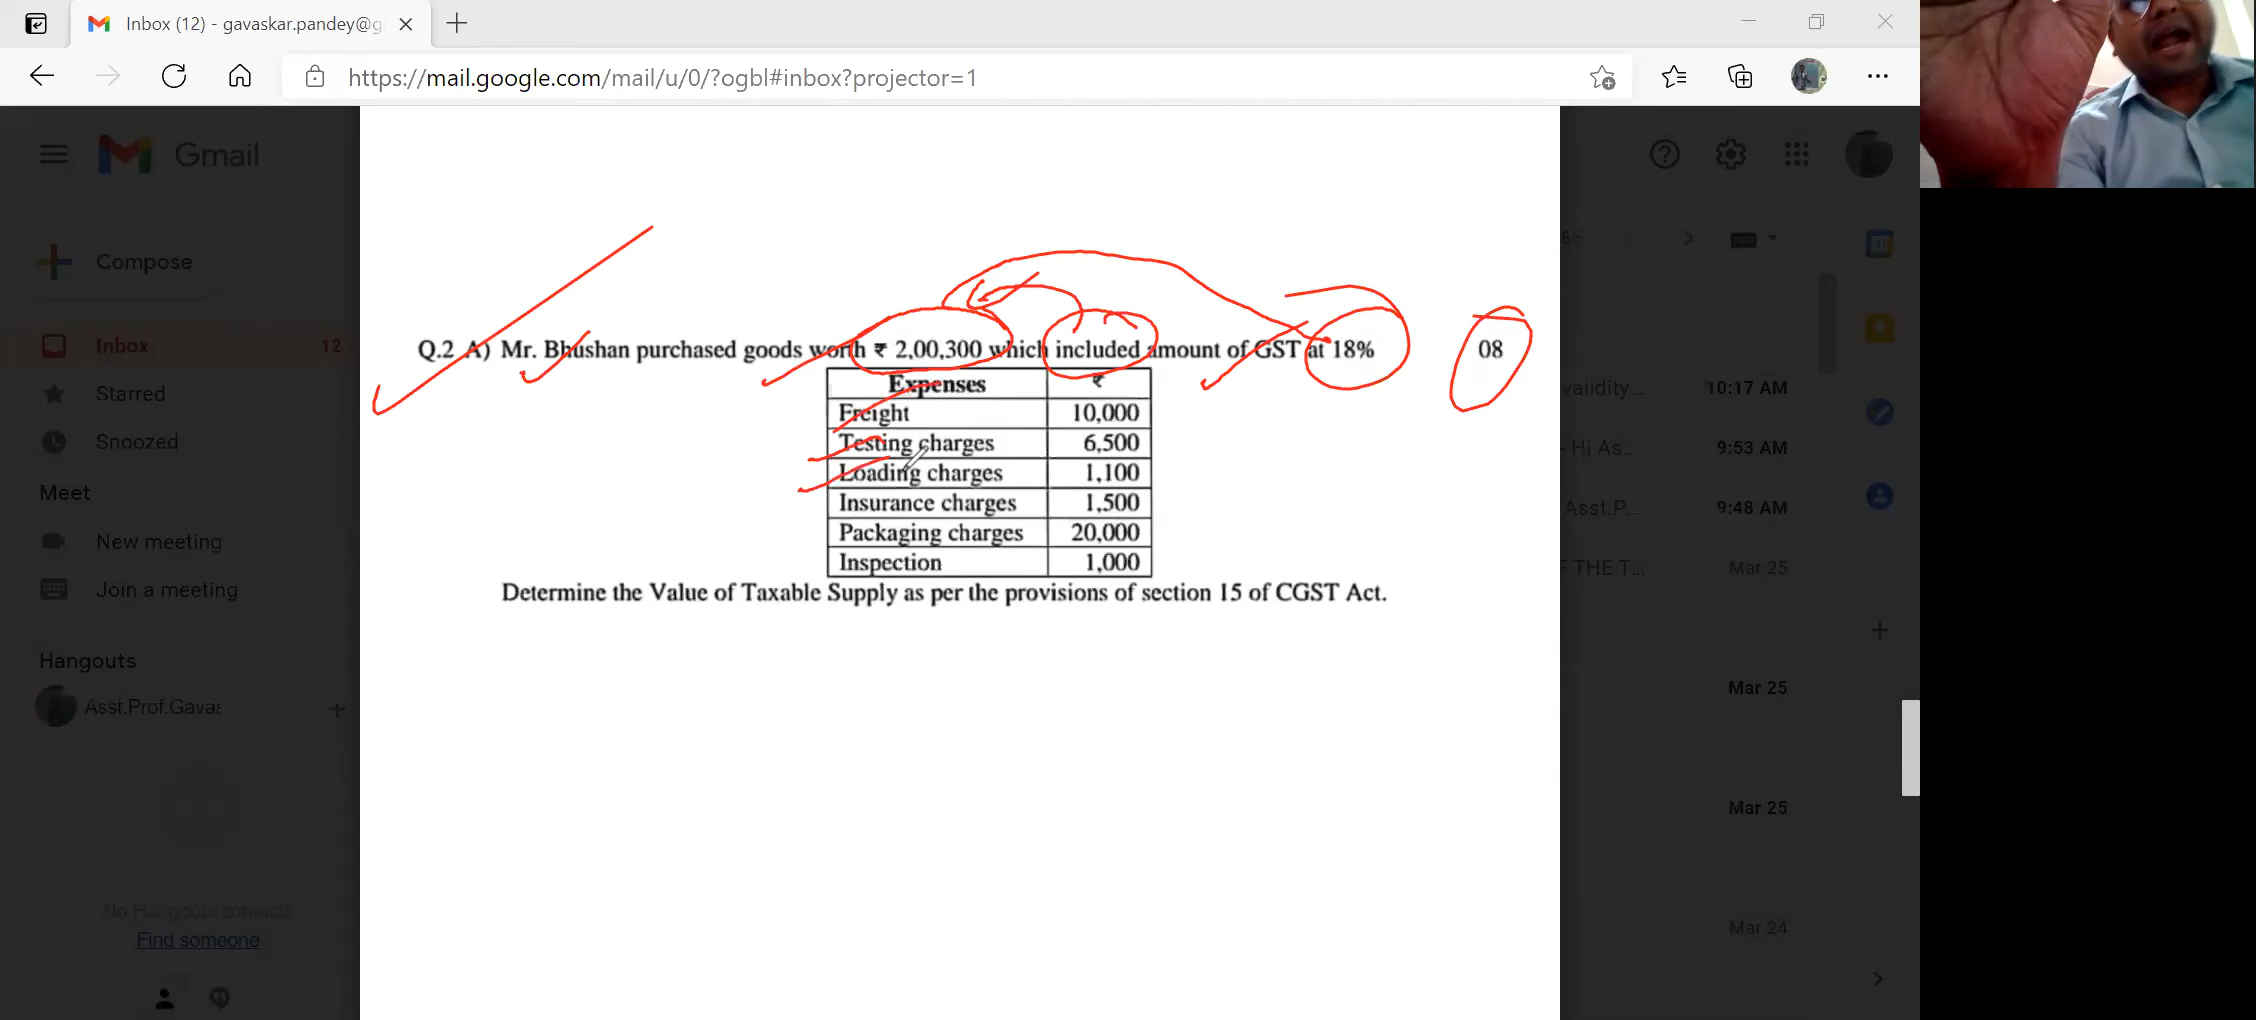 Inbox (12) - gavaskar.pandey@g
https://mail.google.com/mail/u/0/?ogbl#inbox?projector=1
Gmail
Compose
Inbox 12
Starred
Snoozed
Meet
New meeting
Join a meeting
Hangouts
Asst.Prof.Gavas
No Hangouts contacts
Find someone
Q.2 A) Mr. Bhushan purchased goods worth ₹ 2,00,300 which included amount of GST at 18% 08
Expenses ₹
Freight 10,000
Testing charges 6,500
Loading charges 1,100
Insurance charges 1,500
Packaging charges 20,000
Inspection 1,000
Determine the Value of Taxable Supply as per the provisions of section 15 of CGST Act.
validity... 10:17 AM
Hi As... 9:53 AM
Asst.P... 9:48 AM
F THE T... Mar 25
Mar 25
Mar 25
Mar 24